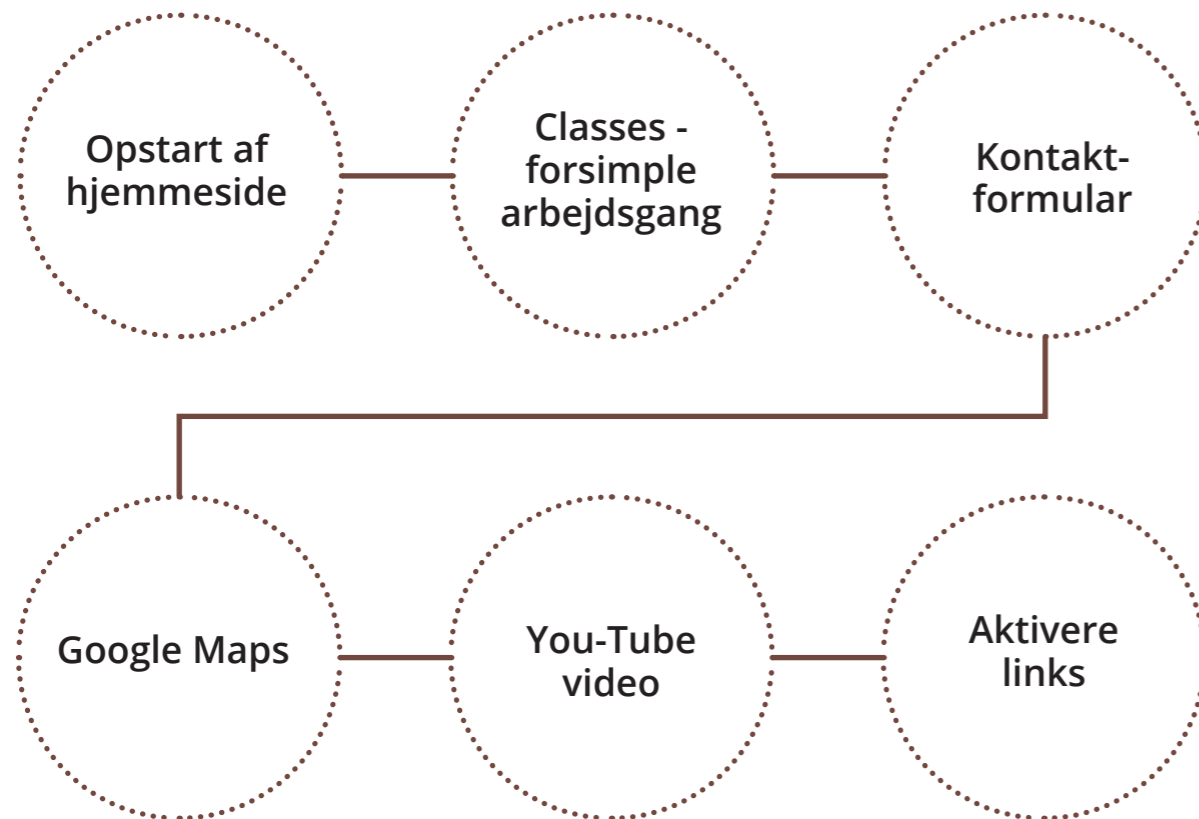 Opstart af
hjemmeside
Classes -
forsimple
arbejdsgang
Kontakt-
formular
Google Maps
You-Tube
video
Aktivere
links